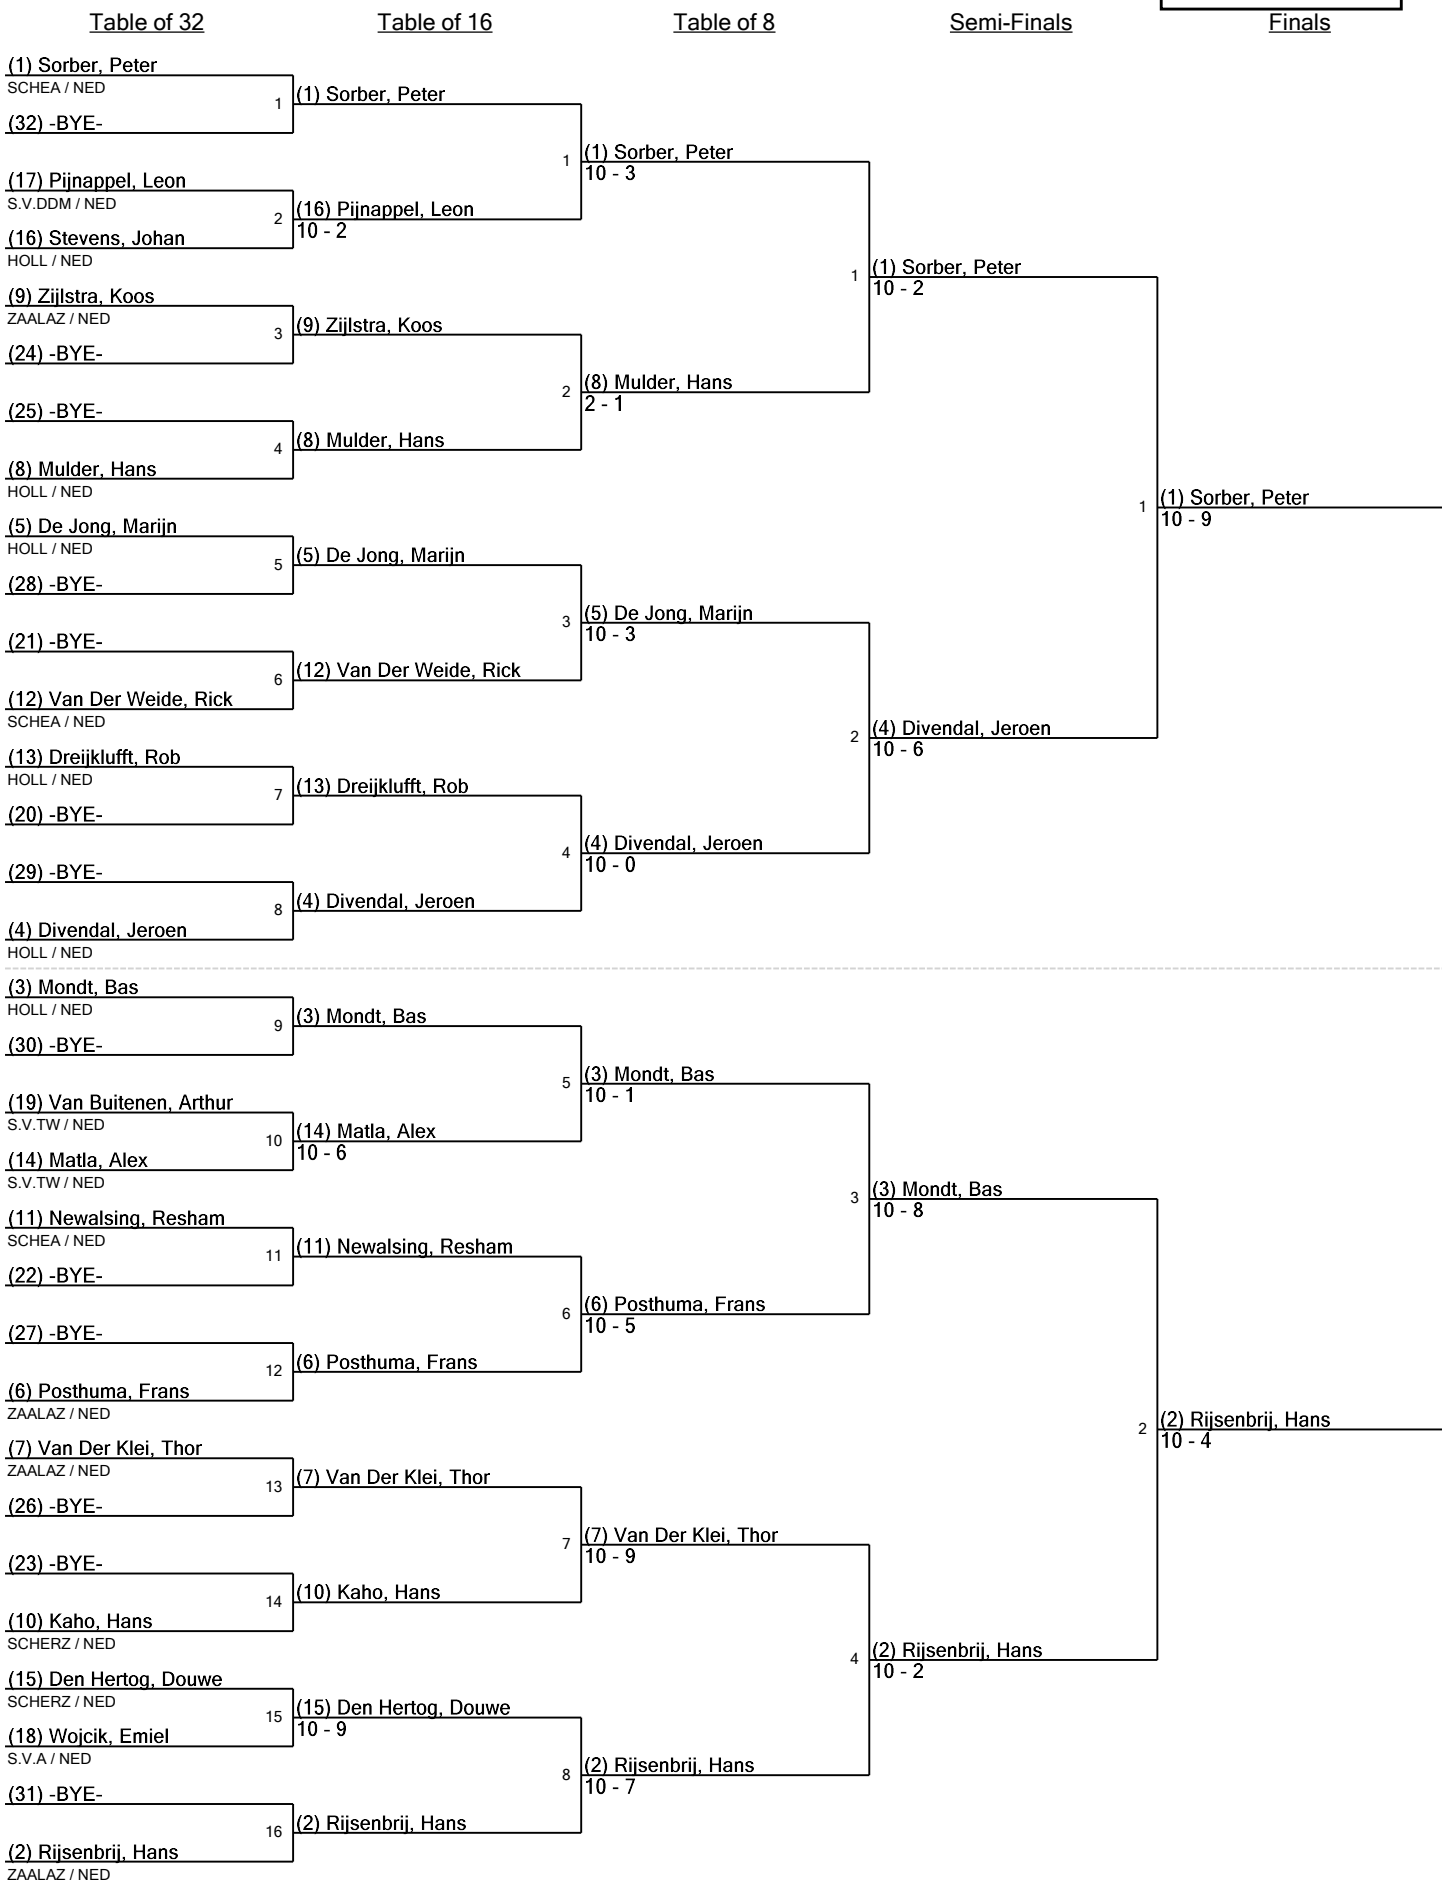 Table of 32
Table of 16
Table of 8
Semi-Finals
Finals
(1) Sorber, Peter
SCHEA / NED
1
(32) -BYE-
(17) Pijnappel, Leon
S.V.DDM / NED
2
(16) Stevens, Johan
HOLL / NED
(9) Zijlstra, Koos
ZAALAZ / NED
3
(24) -BYE-
(25) -BYE-
4
(8) Mulder, Hans
HOLL / NED
(5) De Jong, Marijn
HOLL / NED
5
(28) -BYE-
(21) -BYE-
6
(12) Van Der Weide, Rick
SCHEA / NED
(13) Dreijklufft, Rob
HOLL / NED
7
(20) -BYE-
(29) -BYE-
8
(4) Divendal, Jeroen
HOLL / NED
(3) Mondt, Bas
HOLL / NED
9
(30) -BYE-
(19) Van Buitenen, Arthur
S.V.TW / NED
10
(14) Matla, Alex
S.V.TW / NED
(11) Newalsing, Resham
SCHEA / NED
11
(22) -BYE-
(27) -BYE-
12
(6) Posthuma, Frans
ZAALAZ / NED
(7) Van Der Klei, Thor
ZAALAZ / NED
13
(26) -BYE-
(23) -BYE-
14
(10) Kaho, Hans
SCHERZ / NED
(15) Den Hertog, Douwe
SCHERZ / NED
15
(18) Wojcik, Emiel
S.V.A / NED
(31) -BYE-
16
(2) Rijsenbrij, Hans
ZAALAZ / NED
(1) Sorber, Peter
1
(16) Pijnappel, Leon
10 - 2
(9) Zijlstra, Koos
2
(8) Mulder, Hans
(5) De Jong, Marijn
3
(12) Van Der Weide, Rick
(13) Dreijklufft, Rob
4
(4) Divendal, Jeroen
(3) Mondt, Bas
5
(14) Matla, Alex
10 - 6
(11) Newalsing, Resham
6
(6) Posthuma, Frans
(7) Van Der Klei, Thor
7
(10) Kaho, Hans
(15) Den Hertog, Douwe
10 - 9
8
(2) Rijsenbrij, Hans
(1) Sorber, Peter
10 - 3
1
(8) Mulder, Hans
2 - 1
(5) De Jong, Marijn
10 - 3
2
(4) Divendal, Jeroen
10 - 0
(3) Mondt, Bas
10 - 1
3
(6) Posthuma, Frans
10 - 5
(7) Van Der Klei, Thor
10 - 9
4
(2) Rijsenbrij, Hans
10 - 7
(1) Sorber, Peter
10 - 2
1
(4) Divendal, Jeroen
10 - 6
(3) Mondt, Bas
10 - 8
2
(2) Rijsenbrij, Hans
10 - 2
(1) Sorber, Peter
10 - 9
(2) Rijsenbrij, Hans
10 - 4